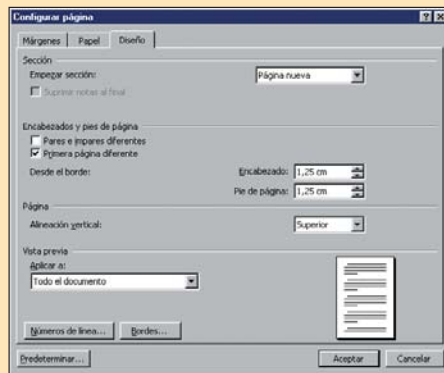 Configurar página
Márgenes Papel Diseño
Sección
Empezar sección: Página nueva
Suprimir notas al final
Encabezados y pies de página
Pares e impares diferentes
Primera página diferente
Desde el borde: Encabezado: 1,25 cm
Pie de página: 1,25 cm
Página
Alineación vertical: Superior
Vista previa
Aplicar a:
Todo el documento
Números de línea... Bordes...
Predeterminar... Aceptar Cancelar